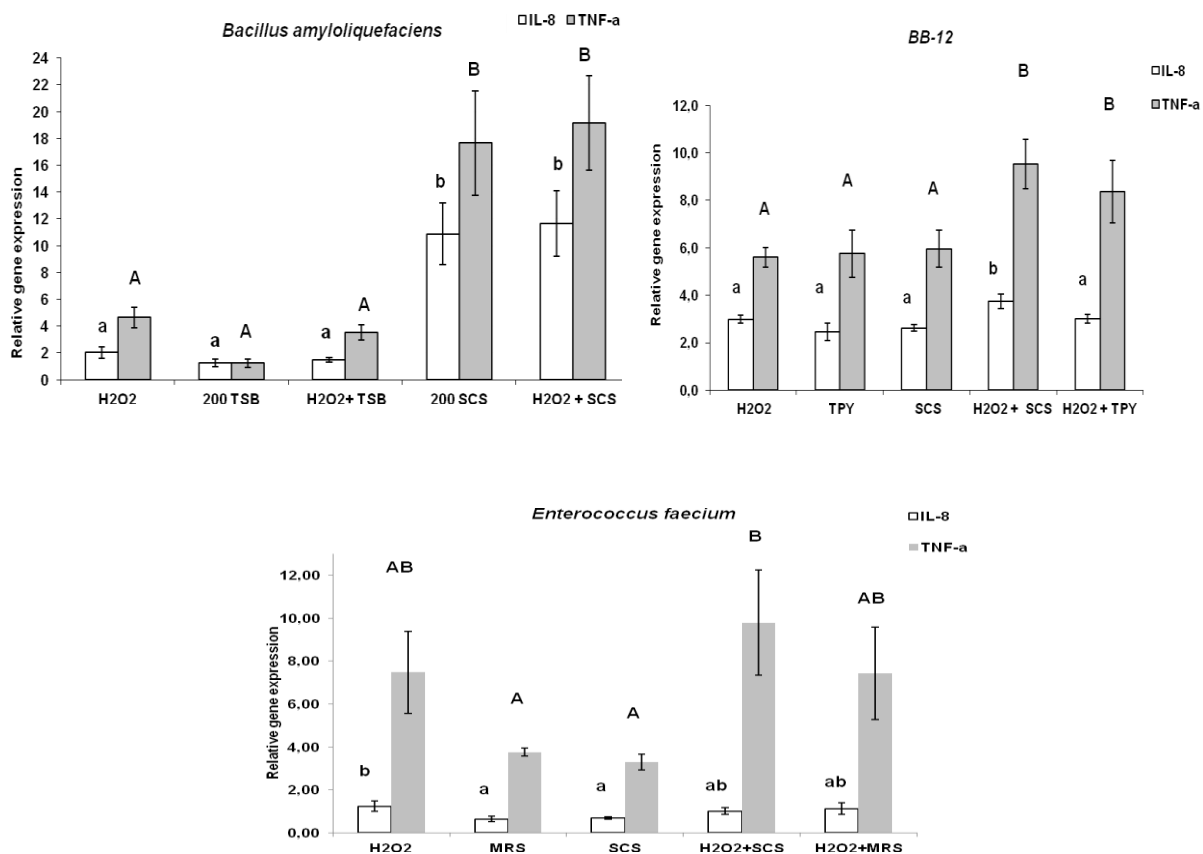 Bacillus amyloliquefaciens
IL-8 TNF-a
Relative gene expression
24
22
20
18
16
14
12
10
8
6
4
2
0
a A a A a A b B b B
H2O2 200 TSB H2O2+ TSB 200 SCS H2O2 + SCS
BB-12
IL-8
TNF-a
Relative gene expression
12,0
10,0
8,0
6,0
4,0
2,0
0,0
a A a A a A b B a B
H2O2 TPY SCS H2O2 + SCS H2O2 + TPY
Enterococcus faecium
IL-8
TNF-a
Relative gene expression
12,00
10,00
8,00
6,00
4,00
2,00
0,00
b AB a A a A ab B ab AB
H2O2 MRS SCS H2O2+SCS H2O2+MRS